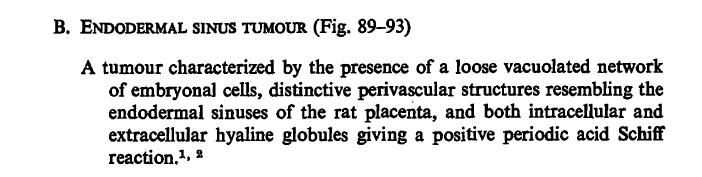 B. ENDODERMAL SINUS TUMOUR (Fig. 89–93)
A tumour characterized by the presence of a loose vacuolated network
of embryonal cells, distinctive perivascular structures resembling the
endodermal sinuses of the rat placenta, and both intracellular and
extracellular hyaline globules giving a positive periodic acid Schiff
reaction.¹, ²